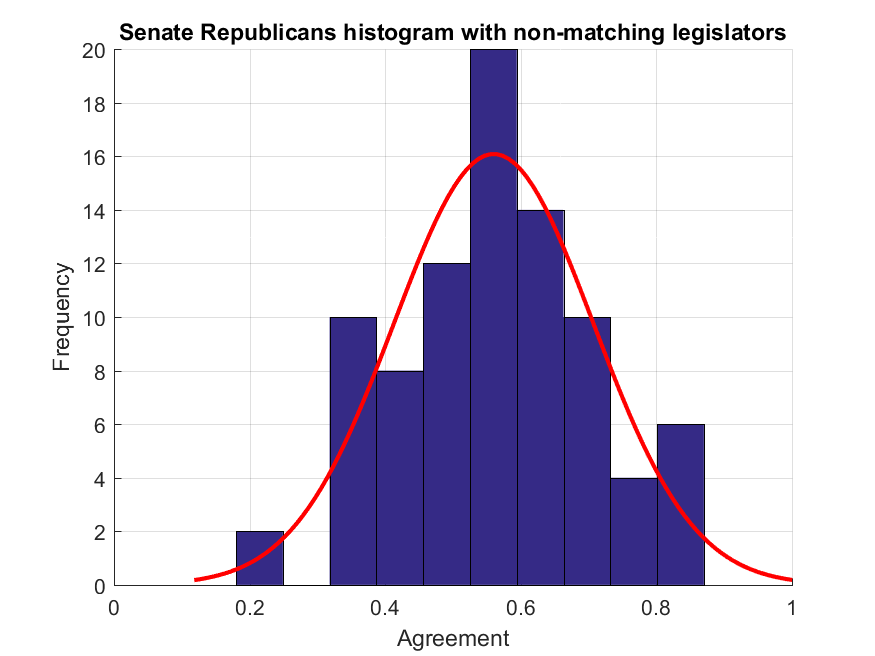 Senate Republicans histogram with non-matching legislators
20
18
16
14
12
10
8
6
4
2
0
Frequency
0 0.2 0.4 0.6 0.8 1
Agreement